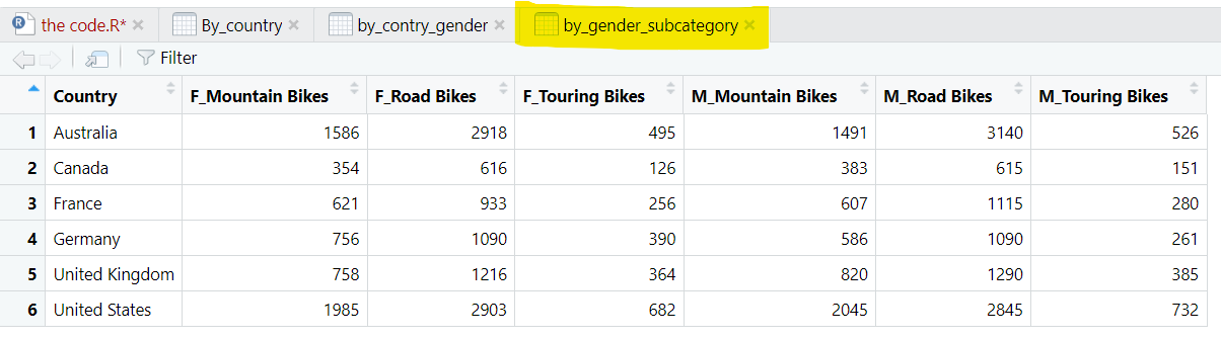 the code.R* By_country by_contry_gender by_gender_subcategory
Filter
Country F_Mountain Bikes F_Road Bikes F_Touring Bikes M_Mountain Bikes M_Road Bikes M_Touring Bikes
1 Australia 1586 2918 495 1491 3140 526
2 Canada 354 616 126 383 615 151
3 France 621 933 256 607 1115 280
4 Germany 756 1090 390 586 1090 261
5 United Kingdom 758 1216 364 820 1290 385
6 United States 1985 2903 682 2045 2845 732